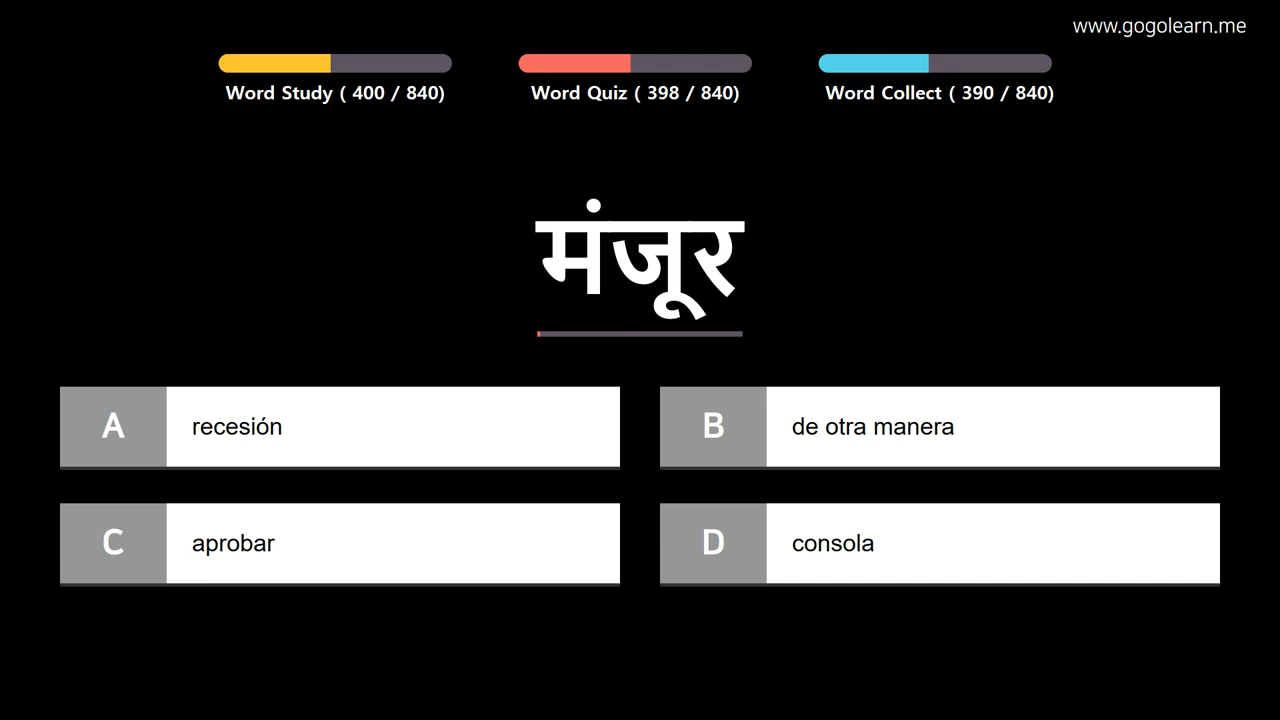 www.gogolearn.me
Word Study ( 400 / 840)
Word Quiz ( 398 / 840)
Word Collect ( 390 / 840)
मंजूर
A recesión
B de otra manera
C aprobar
D consola